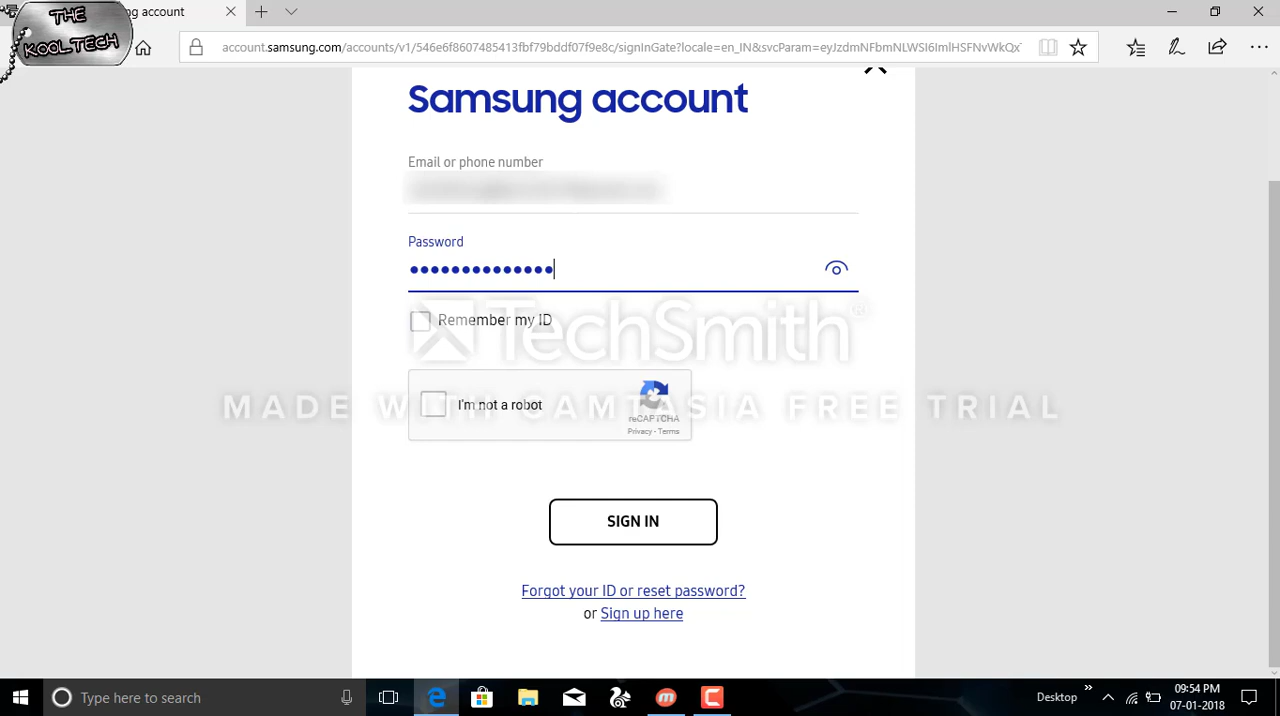 THE
KOOLTECH
ng account
account.samsung.com/accounts/v1/546e6f8607485413fbf79bddf07f9e8c/signInGate?locale=en_IN&svcParam=eyJzdmNFbmNLWSI6ImlHSFNvWkQx
Samsung account
Email or phone number
Password
Remember my ID
TechSmith®
I'm not a robot
reCAPTCHA
Privacy - Terms
MADE WITH CAMTASIA FREE TRIAL
SIGN IN
Forgot your ID or reset password?
or Sign up here
Type here to search
Desktop
09:54 PM
07-01-2018